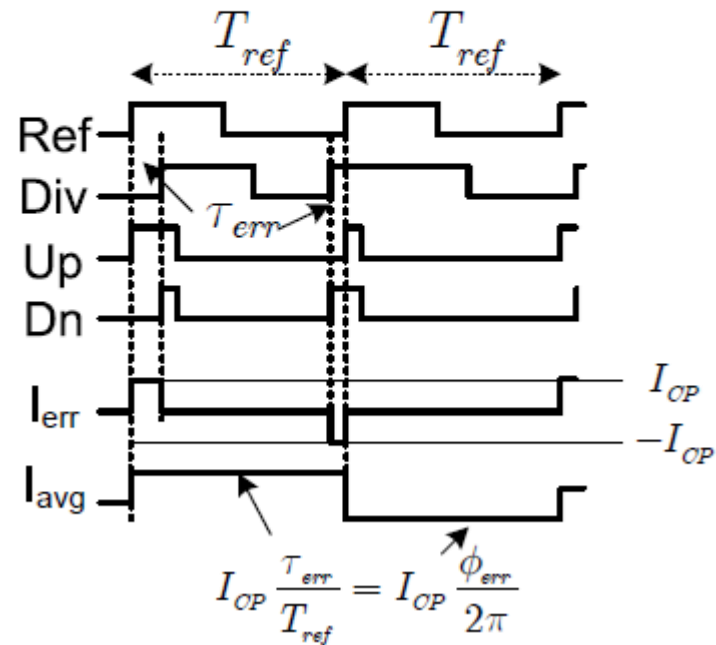 T_ref T_ref
Ref
Div
τ_err
Up
Dn
I_err
I_CP
−I_CP
I_avg
I_CP τ_err/T_ref = I_CP φ_err/2π